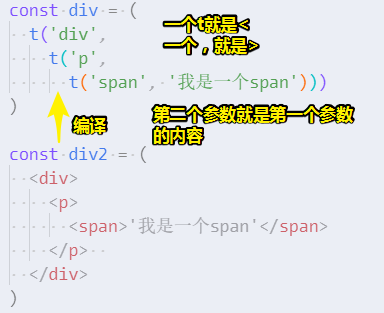 const div = (
t('div',
t('p',
t('span', '我是一个span')))
)
一个t就是<
一个，就是>
编译
第二个参数就是第一个参数
的内容
const div2 = (
<div>
<p>
<span>'我是一个span'</span>
</p>
</div>
)